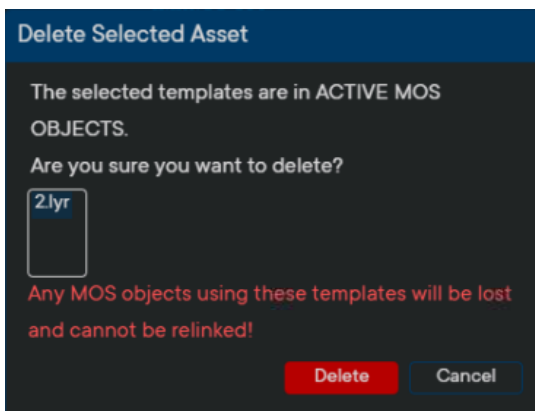 Delete Selected Asset
The selected templates are in ACTIVE MOS
OBJECTS.
Are you sure you want to delete?
2.lyr
Any MOS objects using these templates will be lost
and cannot be relinked!
Delete Cancel